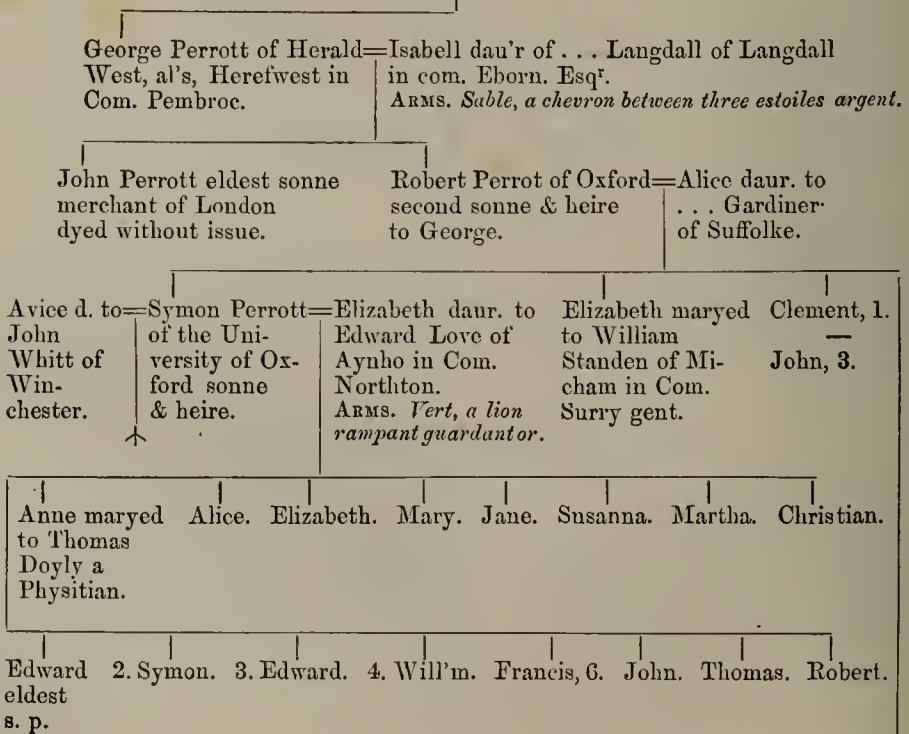 George Perrott of Herald=Isabell dau'r of . . . Langdall of Langdall
West, al's, Herefwest in
Com. Pembroc.
in com. Eborn. Esqr.
ARMS. Sable, a chevron between three estoiles argent.
John Perrott eldest sonne
merchant of London
dyed without issue.
Robert Perrot of Oxford=Alice daur. to
second sonne & heire
to George.
. . . Gardiner
of Suffolke.
Avice d. to=Symon Perrott=Elizabeth daur. to
John
Whitt of
Win-
chester.
of the Uni-
versity of Ox-
ford sonne
& heire.
Edward Love of
Aynho in Com.
Northton.
ARMS. Vert, a lion
rampant guardant or.
Elizabeth maryed
to William
Standen of Mi-
cham in Com.
Surry gent.
Clement, 1.
—
John, 3.
Anne maryed
to Thomas
Doyly a
Physitian.
Alice.
Elizabeth.
Mary.
Jane.
Susanna.
Martha.
Christian.
Edward
eldest
s. p.
2. Symon.
3. Edward.
4. Will'm.
Francis, 6.
John.
Thomas.
Robert.